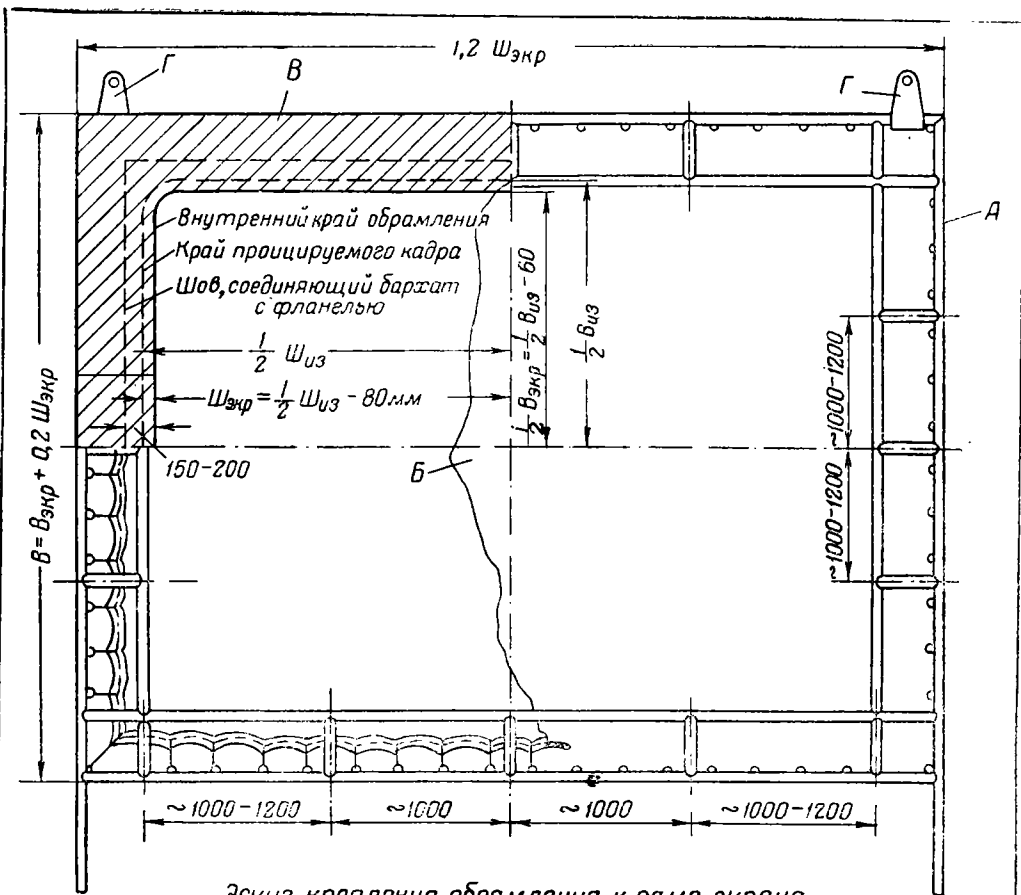 1,2 Шэкр
Г
В
Г
А
Внутренний край обрамления
Край проицируемого кадра
Шов, соединяющий бархат
с фланелью
1/2 Шиз
Шэкр = 1/2 Шиз - 80мм
150-200
Б
1/2 Вэкр = 1/2 Виз - 60
1/2 Виз
~1000-1200
~1000-1200
В = Вэкр + 0,2 Шэкр
~1000-1200
~1000
~1000
~1000-1200
Эскиз крепления обрамления к раме экрана